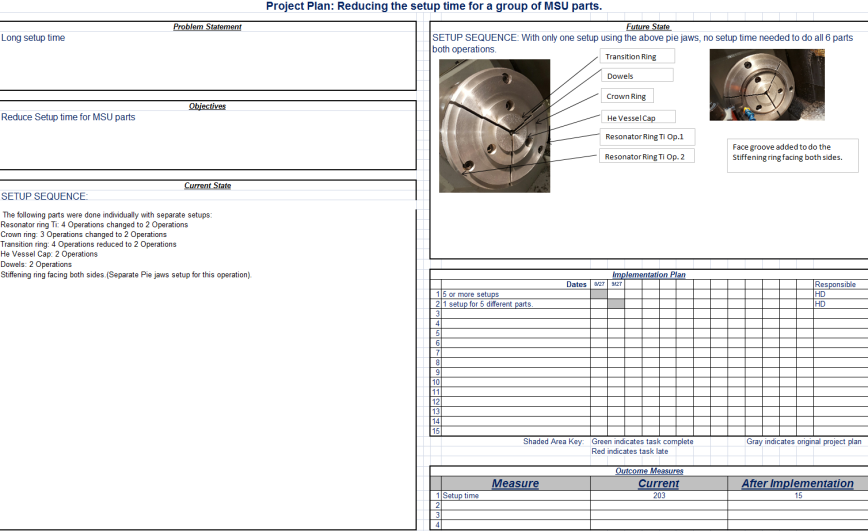 Project Plan: Reducing the setup time for a group of MSU parts.
Problem Statement
Long setup time
Objectives
Reduce Setup time for MSU parts
Current State
SETUP SEQUENCE:
The following parts were done individually with separate setups:
Resonator ring Ti: 4 Operations changed to 2 Operations
Crown ring: 3 Operations changed to 2 Operations
Transition ring: 4 Operations reduced to 2 Operations
He Vessel Cap: 2 Operations
Dowels: 2 Operations
Stiffening ring facing both sides.(Separate Pie jaws setup for this operation).
Future State
SETUP SEQUENCE: With only one setup using the above pie jaws, no setup time needed to do all 6 parts
both operations.
Transition Ring
Dowels
Crown Ring
He Vessel Cap
Resonator Ring Ti Op.1
Resonator Ring Ti Op. 2
Face groove added to do the
Stiffening ring facing both sides.
Implementation Plan
Dates 9/27 9/27 Responsible
1 5 or more setups HD
2 1 setup for 5 different parts. HD
3
4
5
6
7
8
9
10
11
12
13
14
15
Shaded Area Key: Green indicates task complete Gray indicates original project plan
Red indicates task late
Outcome Measures
Measure Current After Implementation
1 Setup time 203 15
2
3
4